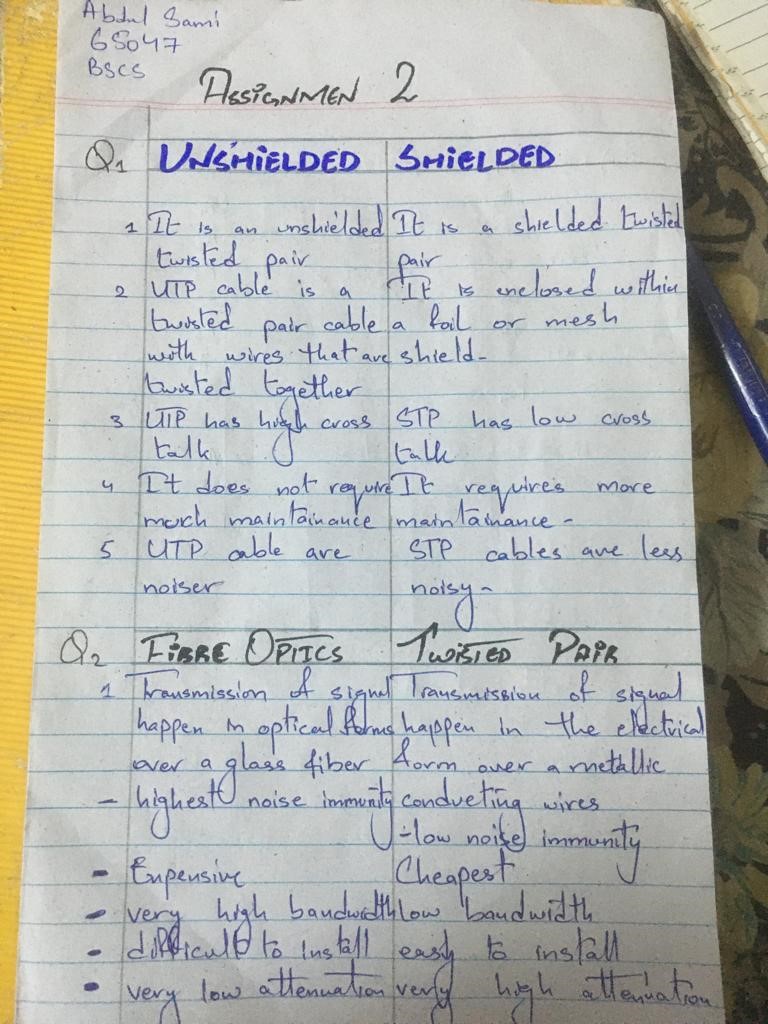 Abdul Sami
65047
BSCS
ASSIGNMEN 2
Q1 UNSHIELDED SHIELDED
1 It is an unshielded It is a shielded twisted
twisted pair pair
2 UTP cable is a It is enclosed within
twisted pair cable a foil or mesh
with wires that are shield-
twisted together
3 UTP has high cross STP has low cross
talk talk
4 It does not require It requires more
much maintainance maintainance-
5 UTP cable are STP cables are less
noiser noisy-
Q2 FIBRE OPTICS TWISTED PAIR
1 Transmission of signal Transmission of signal
happen in optical forms happen in the electrical
over a glass fiber form over a metallic
- highest noise immunity conducting wires
-low noise immunity
- Expensive Cheapest
- very high bandwidth low bandwidth
- difficult to install easy to install
- very low attenuation very high attenuation